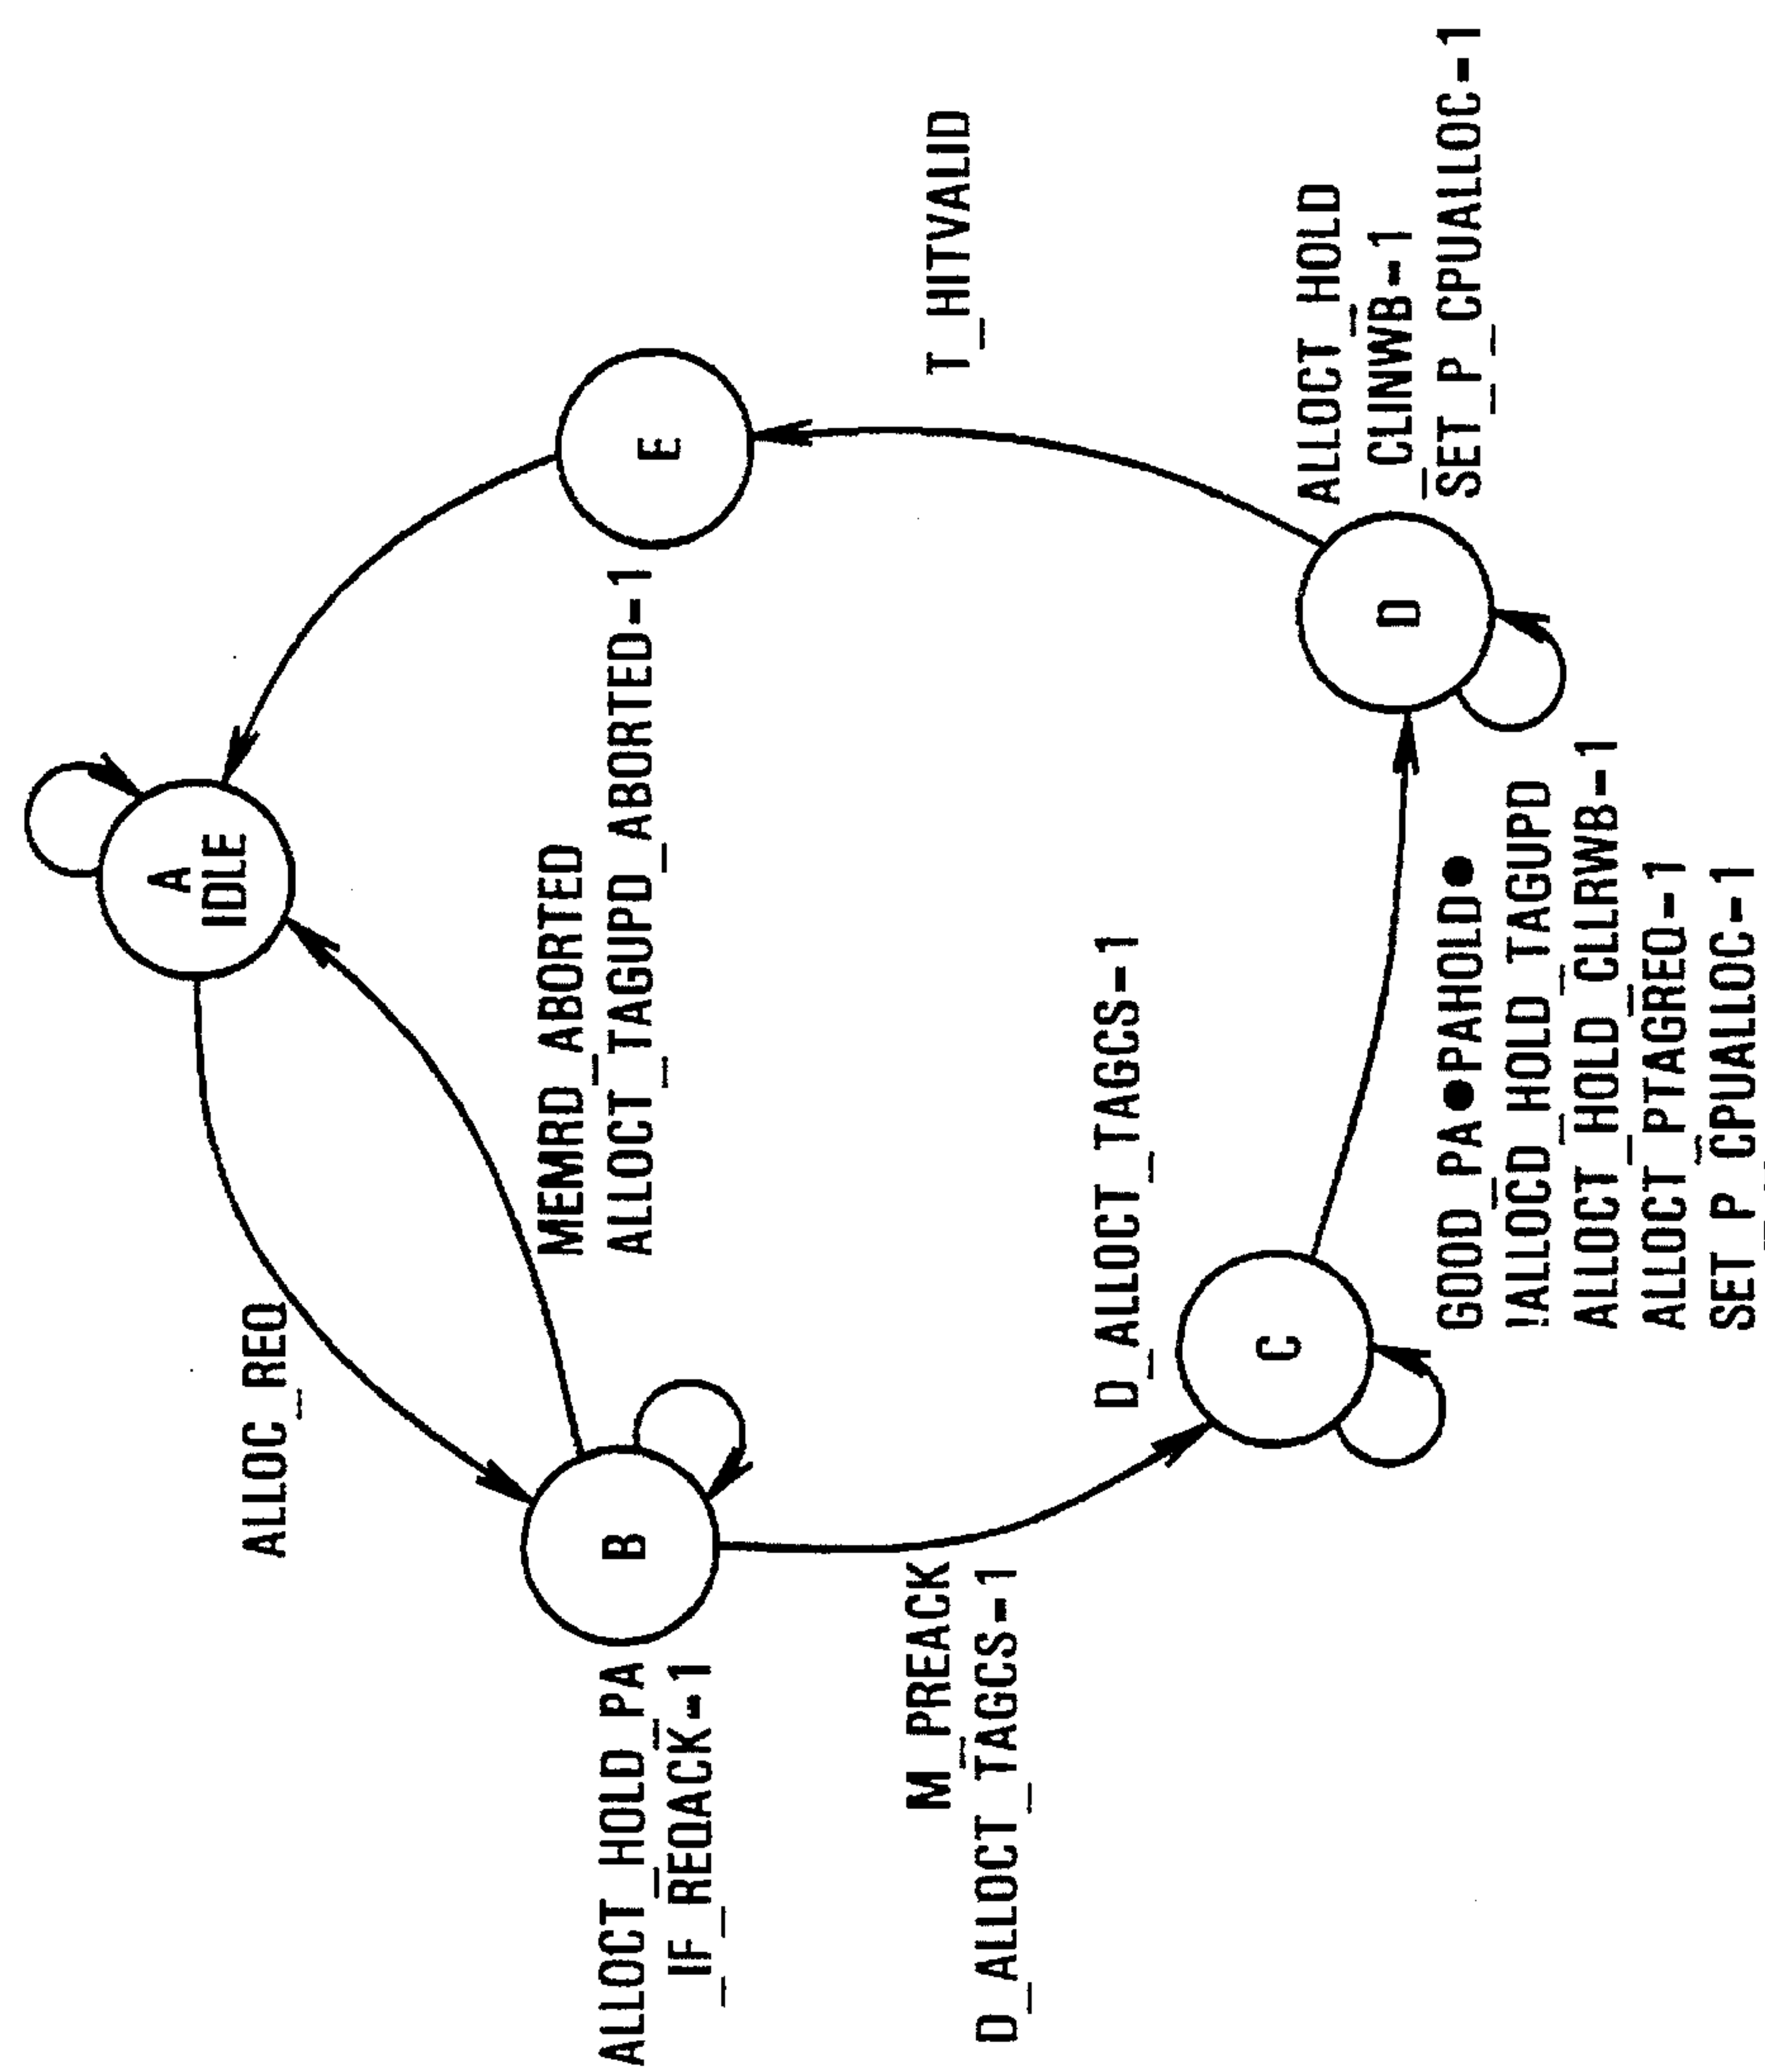 A
IDLE
ALLOC_REQ
MEMRD_ABORTED
ALLOCT_TAGUPD_ABORTED=1
E
B
ALLOCT_HOLD_PA
_IF_REQACK=1
T_HITVALID
M_PREACK
D_ALLOCT_TAGCS=1
D_ALLOCT_TAGCS=1
C
D
ALLOCT_HOLD
_CLINWB=1
SET_P_CPUALLOC=1
GOOD_PA●PAHOLD●
!ALLOCD_HOLD_TAGUPD
ALLOCT_HOLD_CLLRWB=1
ALLOCT_PTAGREQ=1
SET_P_CPUALLOC=1